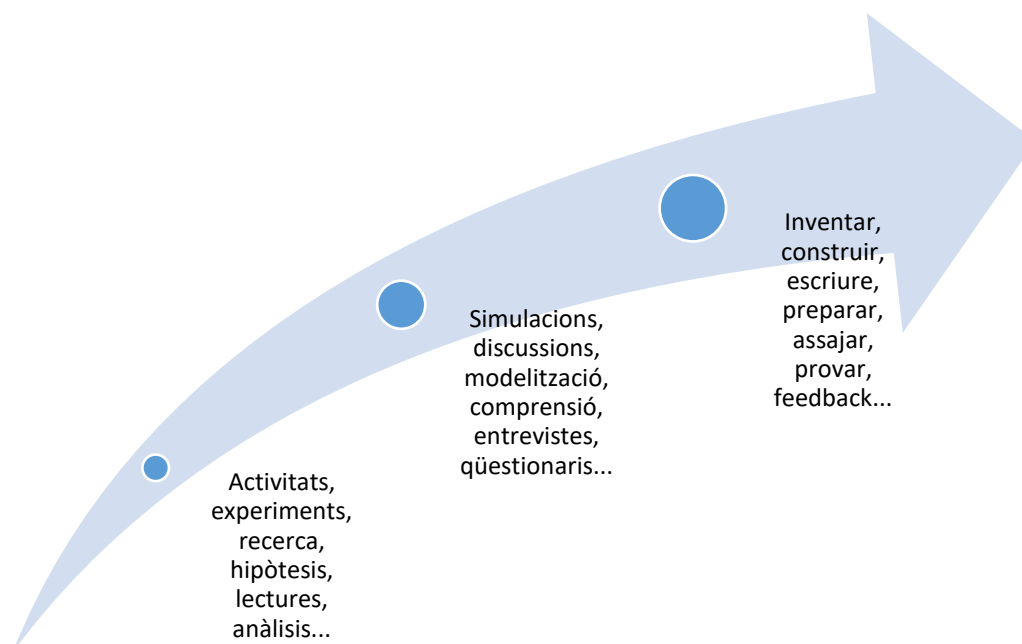 Activitats,
experiments,
recerca,
hipòtesis,
lectures,
anàlisis...
Simulacions,
discussions,
modelització,
comprensió,
entrevistes,
qüestionaris...
Inventar,
construir,
escriure,
preparar,
assajar,
provar,
feedback...